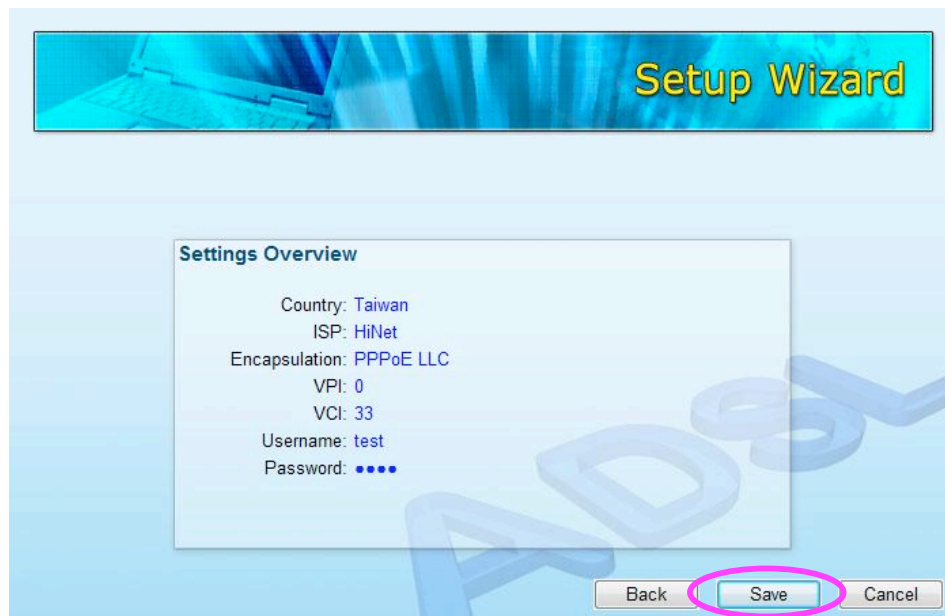 Setup Wizard
Settings Overview
Country: Taiwan
ISP: HiNet
Encapsulation: PPPoE LLC
VPI: 0
VCI: 33
Username: test
Password: ●●●●
ADSL
Back Save Cancel